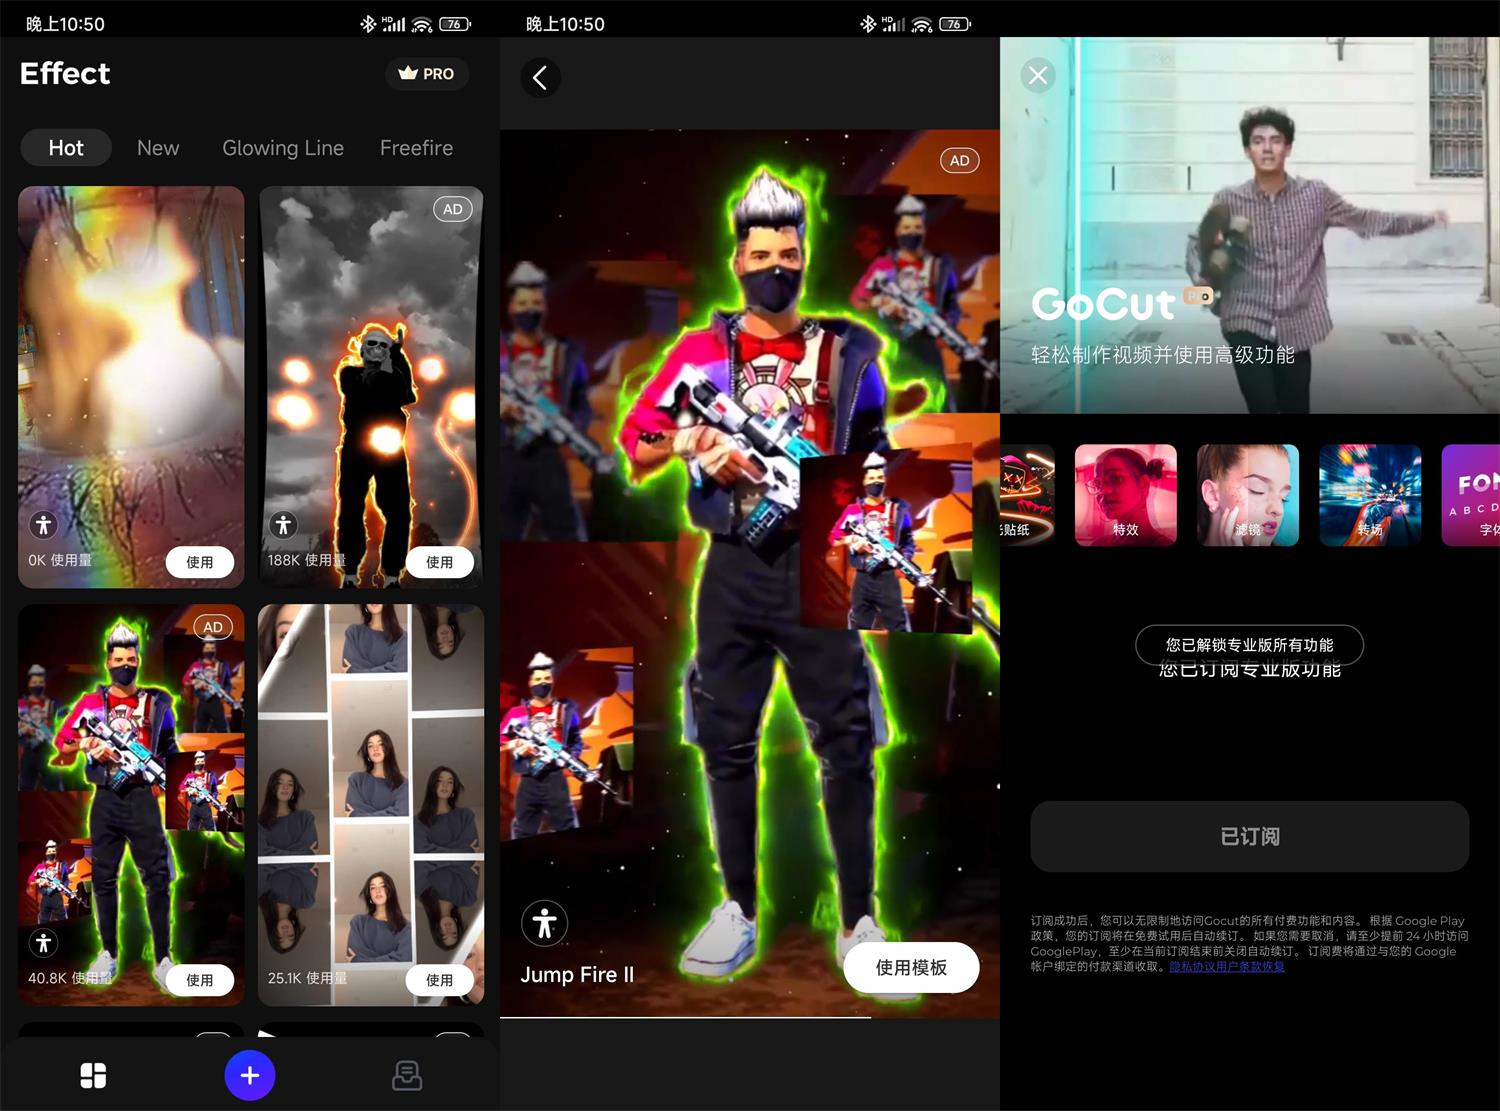 晚上10:50
HD
76
Effect
PRO
Hot
New
Glowing Line
Freefire
AD
0K 使用量
使用
188K 使用量
使用
AD
40.8K 使用量
使用
25.1K 使用量
使用
晚上10:50
HD
76
AD
Jump Fire II
使用模板
GoCut
轻松制作视频并使用高级功能
贴纸
特效
滤镜
转场
FON
A B C D
字体
您已解锁专业版所有功能
您已订阅专业版功能
已订阅
订阅成功后，您可以无限制地访问Gocut的所有付费功能和内容。 根据 Google Play
政策，您的订阅将在免费试用后自动续订。 如果您需要取消，请至少提前 24 小时访问
GooglePlay，至少在当前订阅结束前关闭自动续订。 订阅费将通过与您的 Google
帐户绑定的付款渠道收取。隐私协议用户条款恢复